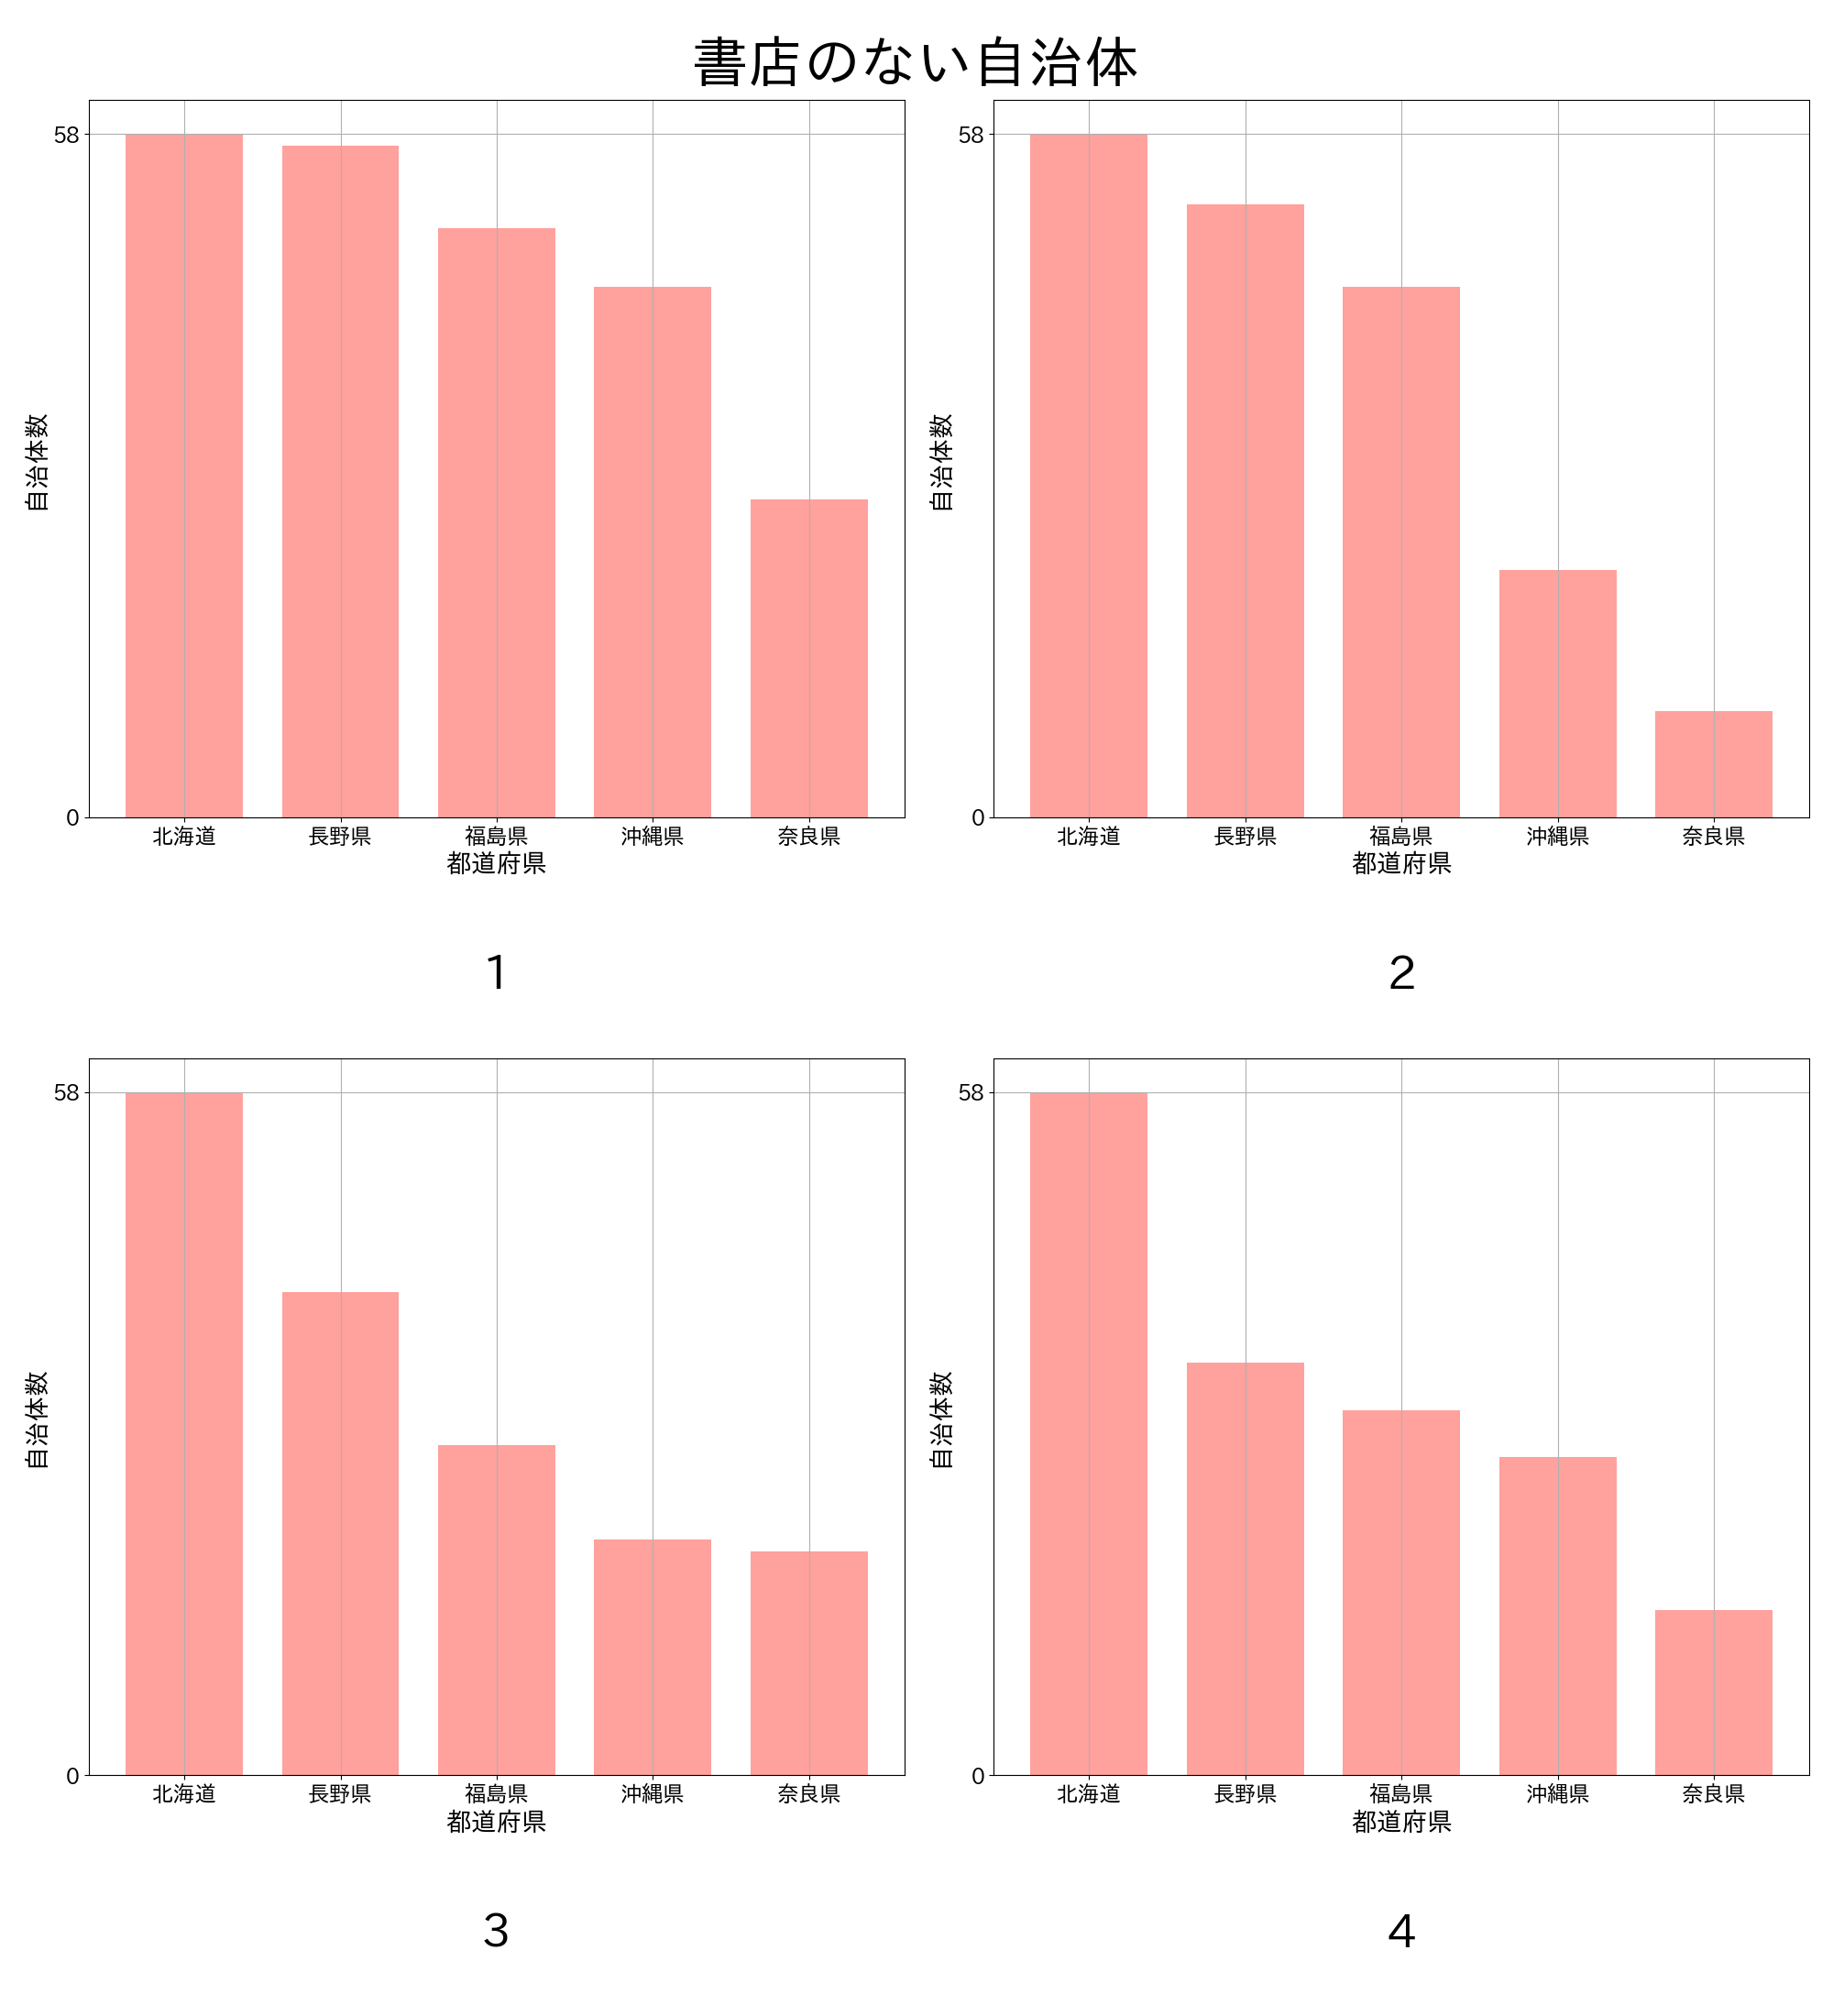 書店のない自治体
58
0
自治体数
北海道 長野県 福島県 沖縄県 奈良県
都道府県
1
58
0
自治体数
北海道 長野県 福島県 沖縄県 奈良県
都道府県
2
58
0
自治体数
北海道 長野県 福島県 沖縄県 奈良県
都道府県
3
58
0
自治体数
北海道 長野県 福島県 沖縄県 奈良県
都道府県
4